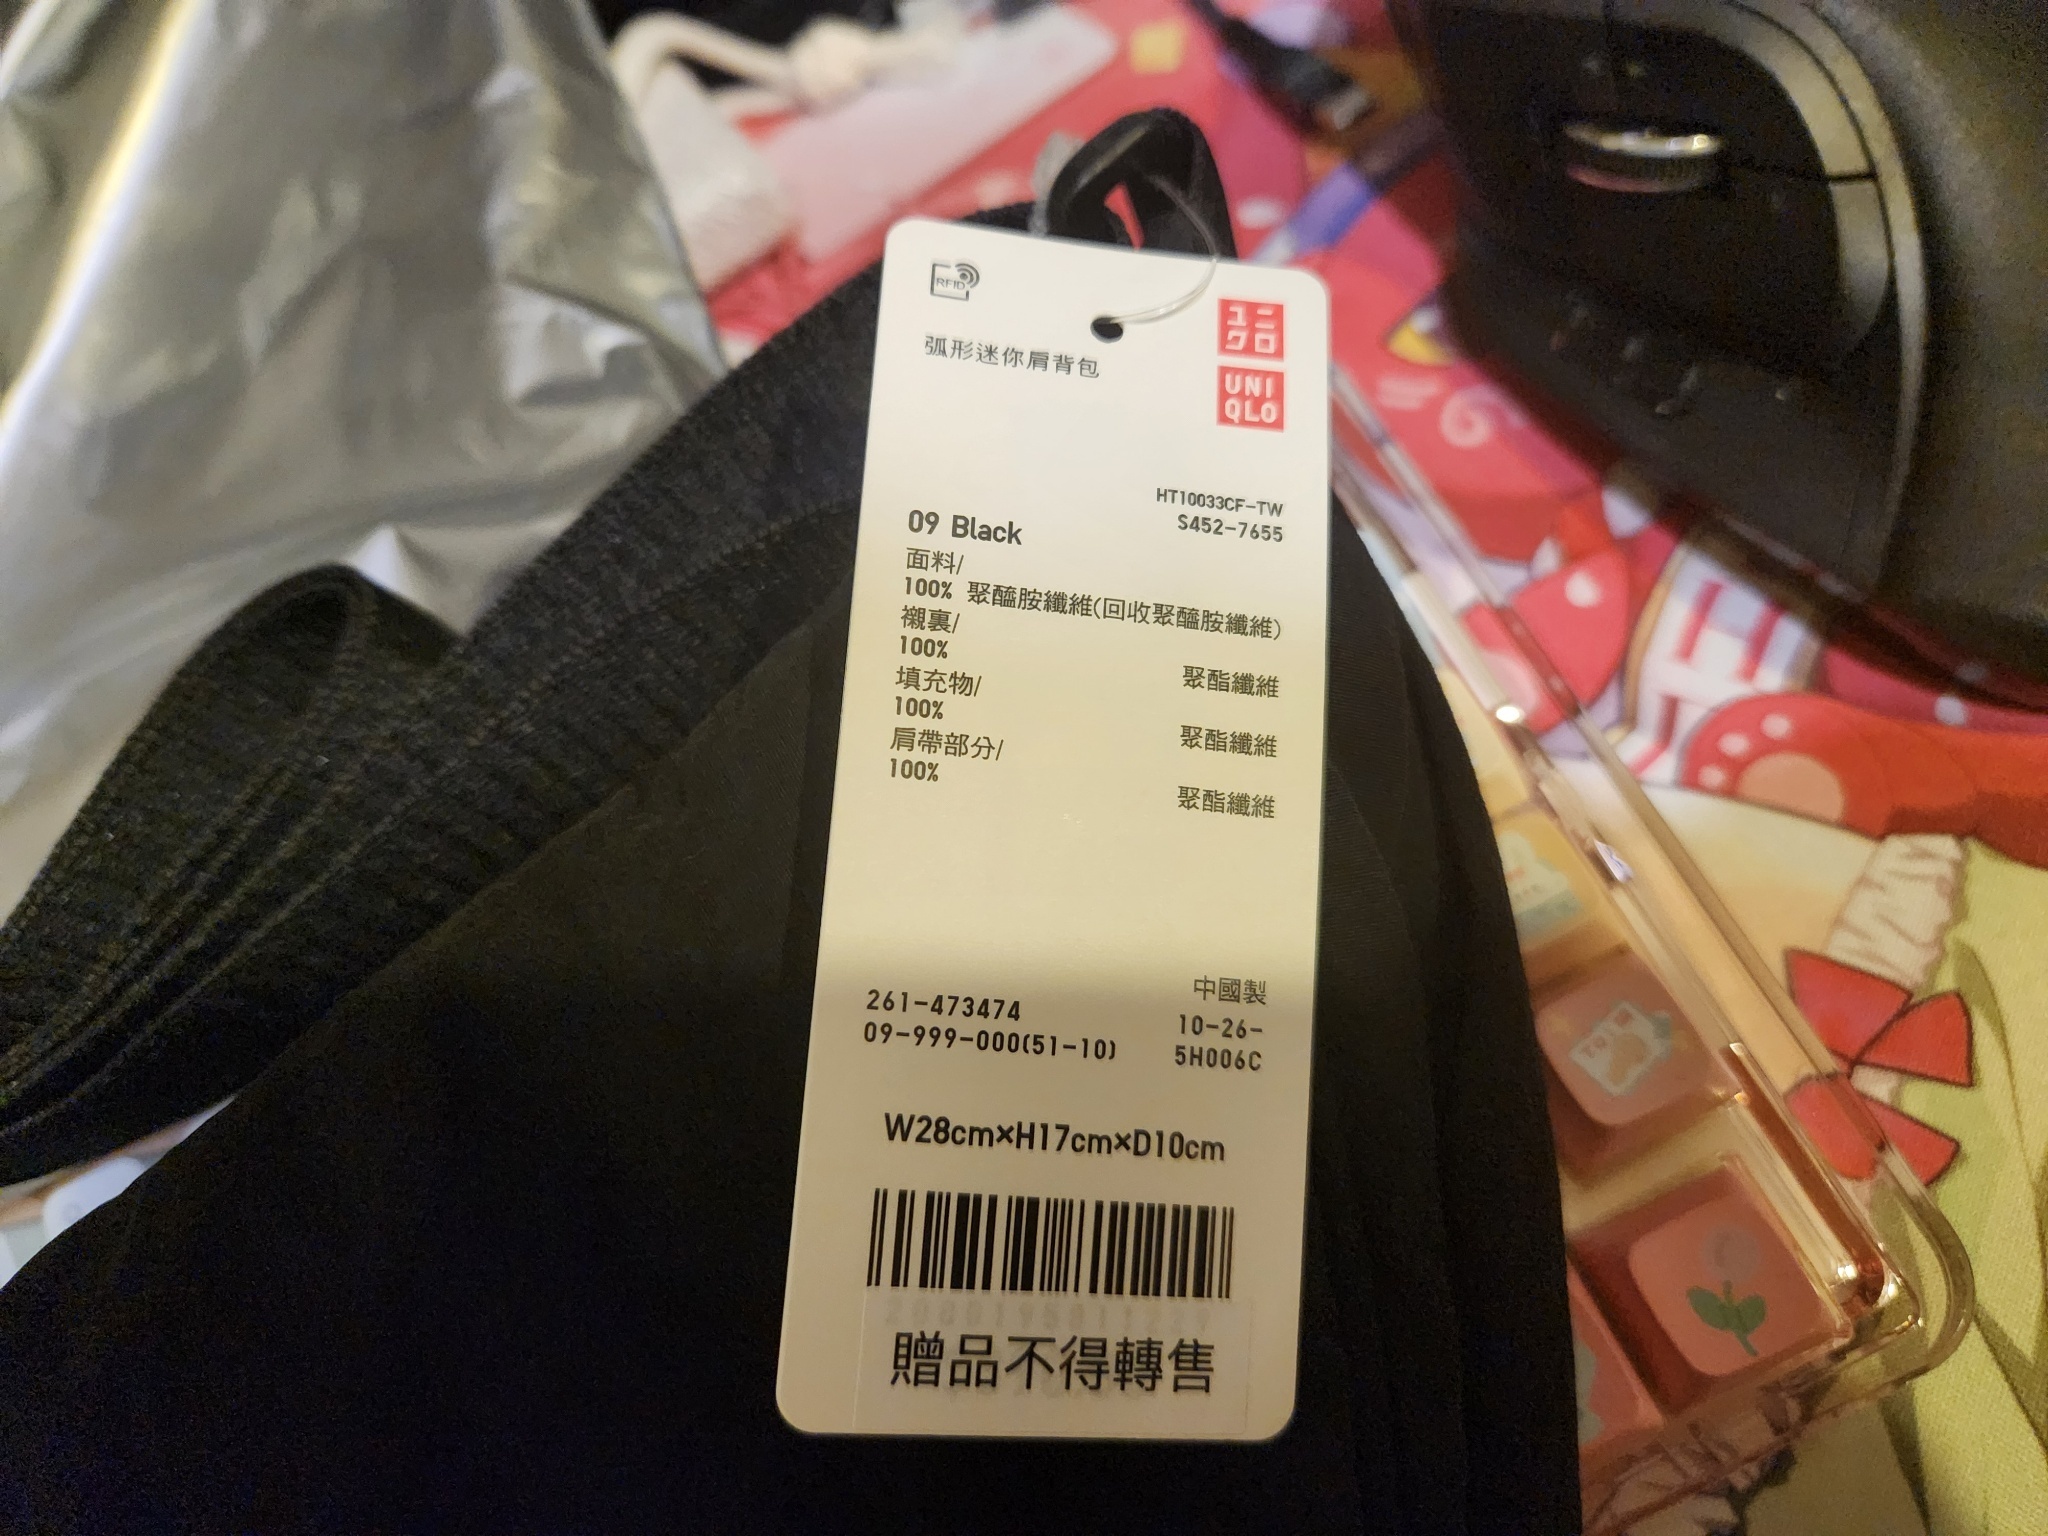 RFID
ユニ
クロ
弧形迷你肩背包
UNI
QLO
HT10033CF-TW
S452-7655
09 Black
面料/
100% 聚醯胺纖維(回收聚醯胺纖維)
襯裏/
100%
聚酯纖維
填充物/
100%
聚酯纖維
肩帶部分/
100%
聚酯纖維
中國製
261-473474
10-26-
09-999-000(51-10)
5H006C
W28cm×H17cm×D10cm
贈品不得轉售